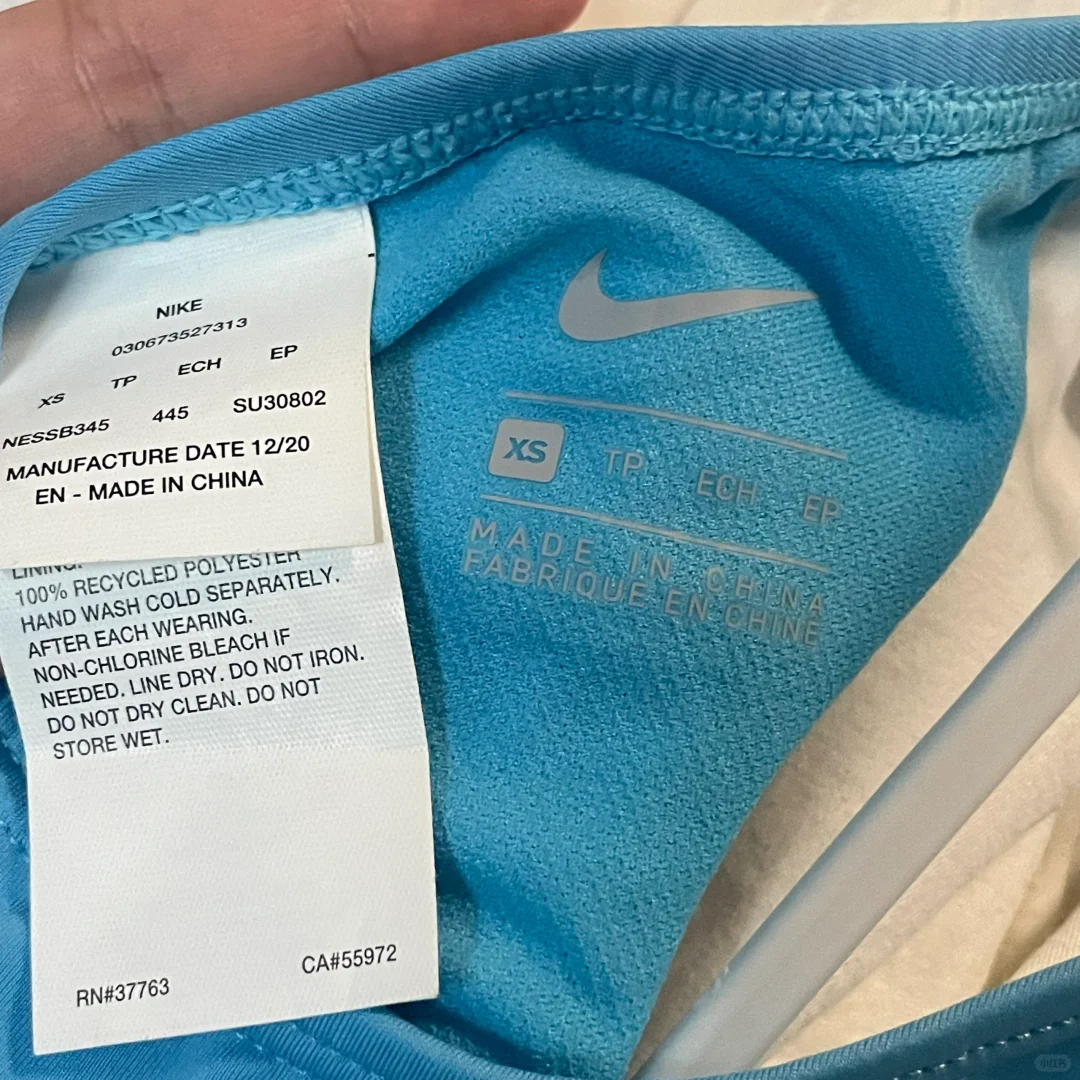 NIKE
030673527313
XS TP ECH EP
NESSB345 445 SU30802
MANUFACTURE DATE 12/20
EN - MADE IN CHINA
LINING:
100% RECYCLED POLYESTER
HAND WASH COLD SEPARATELY.
AFTER EACH WEARING.
NON-CHLORINE BLEACH IF
NEEDED. LINE DRY. DO NOT IRON.
DO NOT DRY CLEAN. DO NOT
STORE WET.
RN#37763 CA#55972
XS TP ECH EP
MADE IN CHINA
FABRIQUE EN CHINE